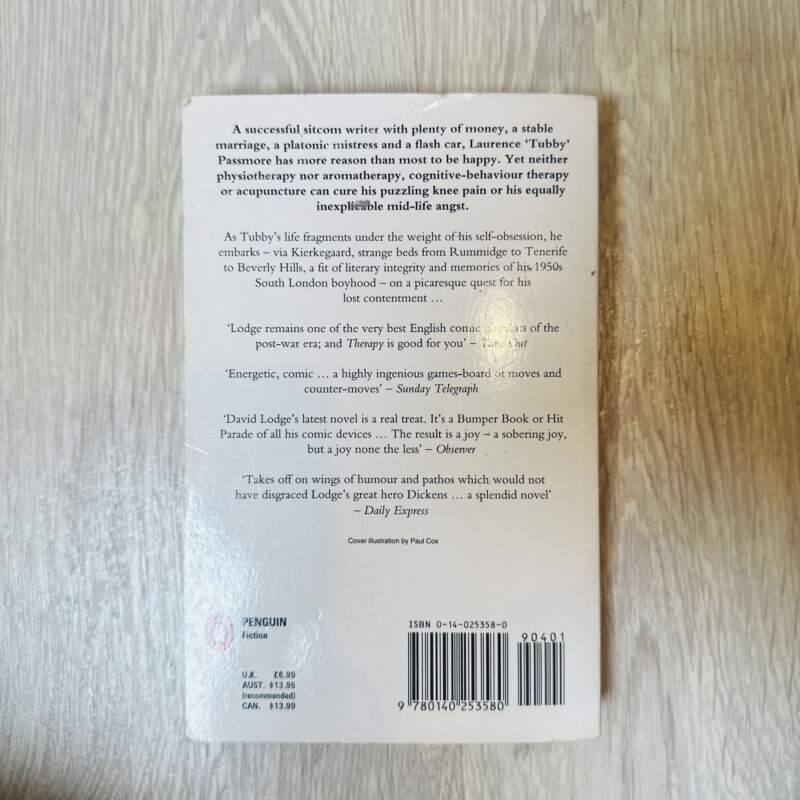 A successful sitcom writer with plenty of money, a stable
marriage, a platonic mistress and a flash car, Laurence ‘Tubby’
Passmore has more reason than most to be happy. Yet neither
physiotherapy nor aromatherapy, cognitive-behaviour therapy
or acupuncture can cure his puzzling knee pain or his equally
inexplicable mid-life angst.
As Tubby's life fragments under the weight of his self-obsession, he
embarks – via Kierkegaard, strange beds from Rummidge to Tenerife
to Beverly Hills, a fit of literary integrity and memories of his 1950s
South London boyhood – on a picaresque quest for his
lost contentment …
‘Lodge remains one of the very best English comic novelists of the
post-war era; and Therapy is good for you’ – Time Out
‘Energetic, comic … a highly ingenious games-board of moves and
counter-moves’ – Sunday Telegraph
‘David Lodge's latest novel is a real treat. It's a Bumper Book or Hit
Parade of all his comic devices … The result is a joy – a sobering joy,
but a joy none the less’ – Observer
‘Takes off on wings of humour and pathos which would not
have disgraced Lodge's great hero Dickens … a splendid novel’
– Daily Express
Cover illustration by Paul Cox
PENGUIN
Fiction
U.K. £6.99
AUST. $13.95
(recommended)
CAN. $13.99
ISBN 0-14-025358-0
90401
9 780140 253580